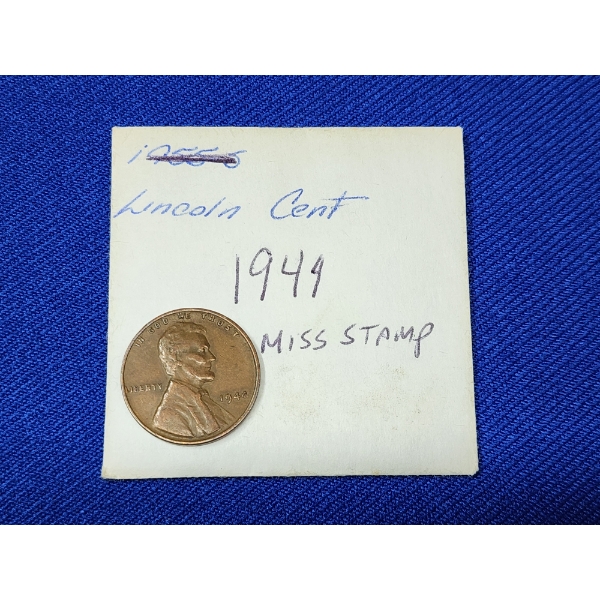 Lincoln Cent
1944
MISS STAMP
IN GOD WE TRUST
LIBERTY